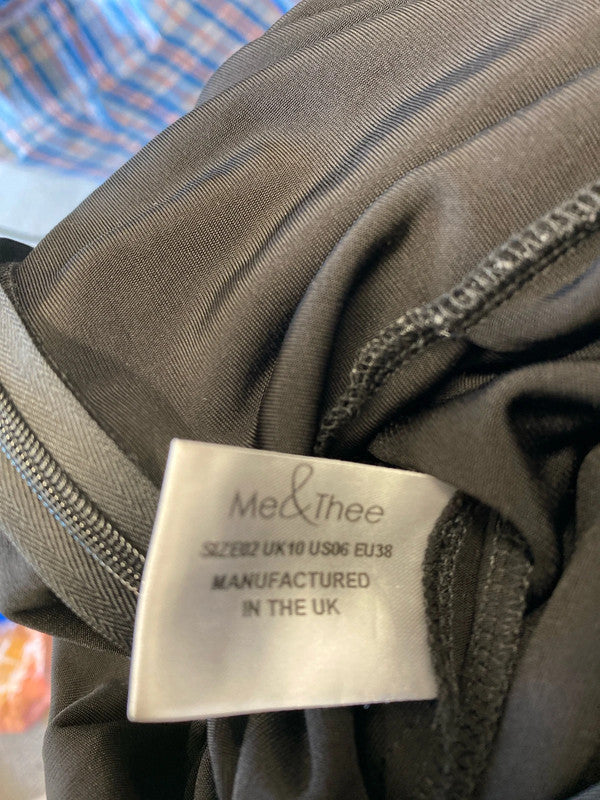 Me&Thee
SIZE02 UK10 US06 EU38
MANUFACTURED
IN THE UK